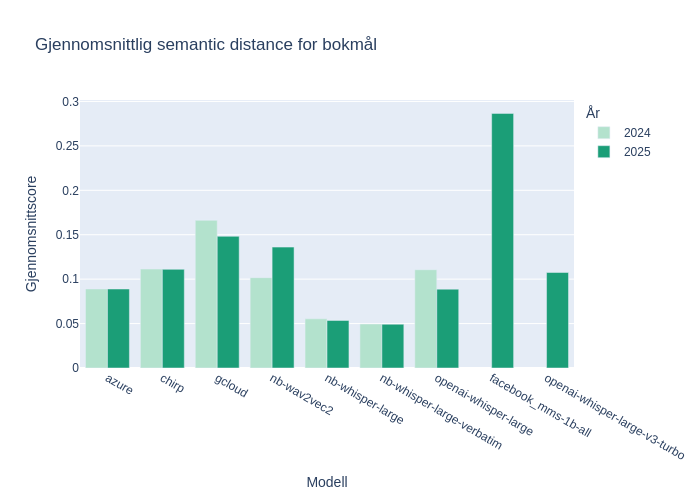 Gjennomsnittlig semantic distance for bokmål
År
2024
2025
Gjennomsnittscore
0.3
0.25
0.2
0.15
0.1
0.05
0
azure
chirp
gcloud
nb-wav2vec2
nb-whisper-large
nb-whisper-large-verbatim
openai-whisper-large
facebook_mms-1b-all
openai-whisper-large-v3-turbo
Modell